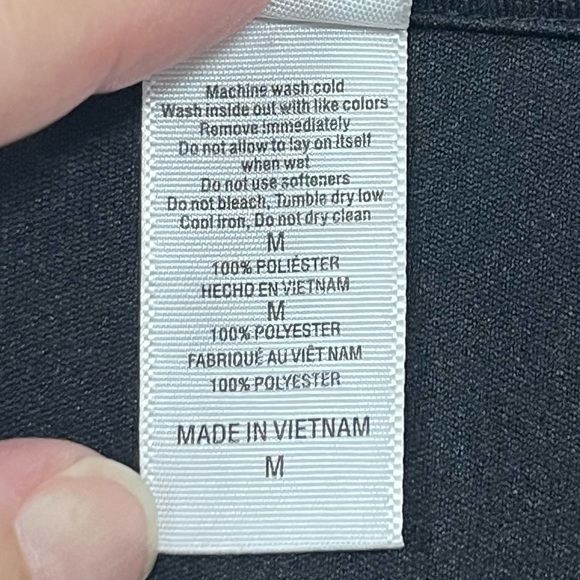 Machine wash cold
Wash inside out with like colors
Remove immediately
Do not allow to lay on itself
when wet
Do not use softeners
Do not bleach, Tumble dry low
Cool iron, Do not dry clean
M
100% POLIÉSTER
HECHO EN VIETNAM
M
100% POLYESTER
FABRIQUÉ AU VIÊT NAM
100% POLYESTER
MADE IN VIETNAM
M